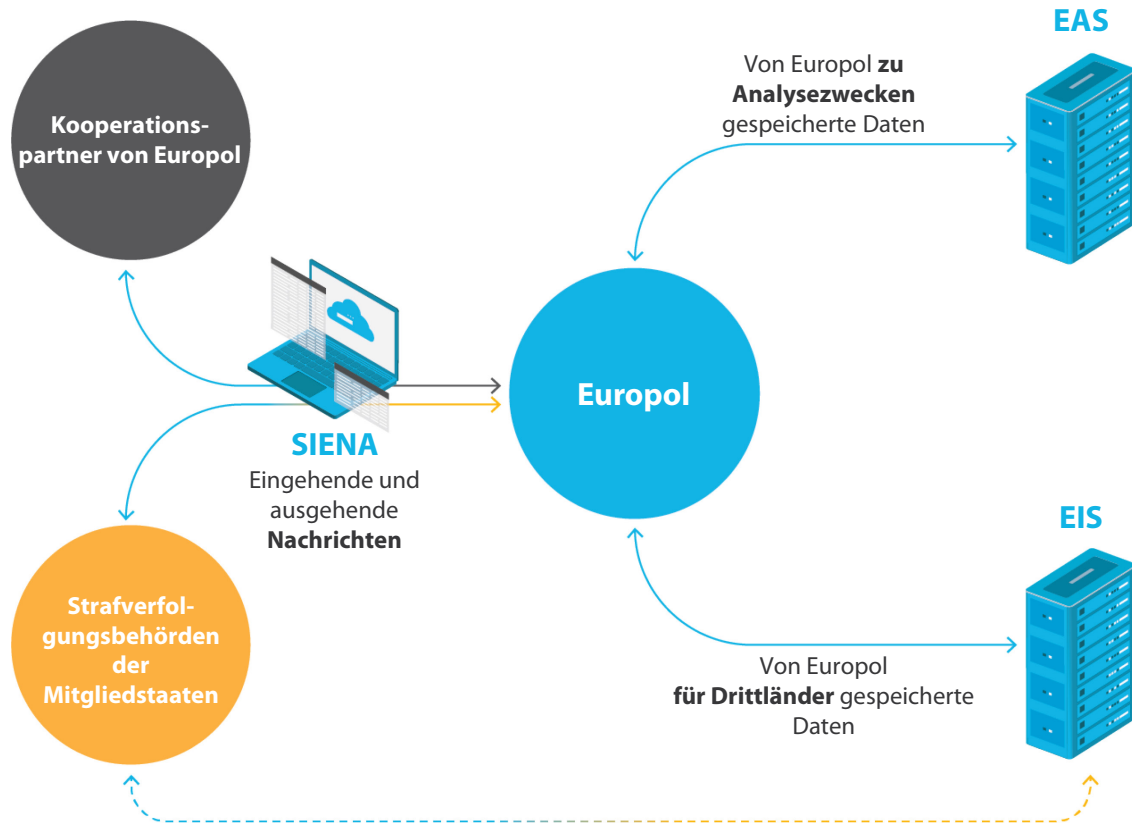 EAS
Von Europol zu
Analysezwecken
gespeicherte Daten
Kooperations-
partner von Europol
Europol
SIENA
Eingehende und
ausgehende
Nachrichten
EIS
Strafverfol-
gungsbehörden
der
Mitgliedstaaten
Von Europol
für Drittländer gespeicherte
Daten